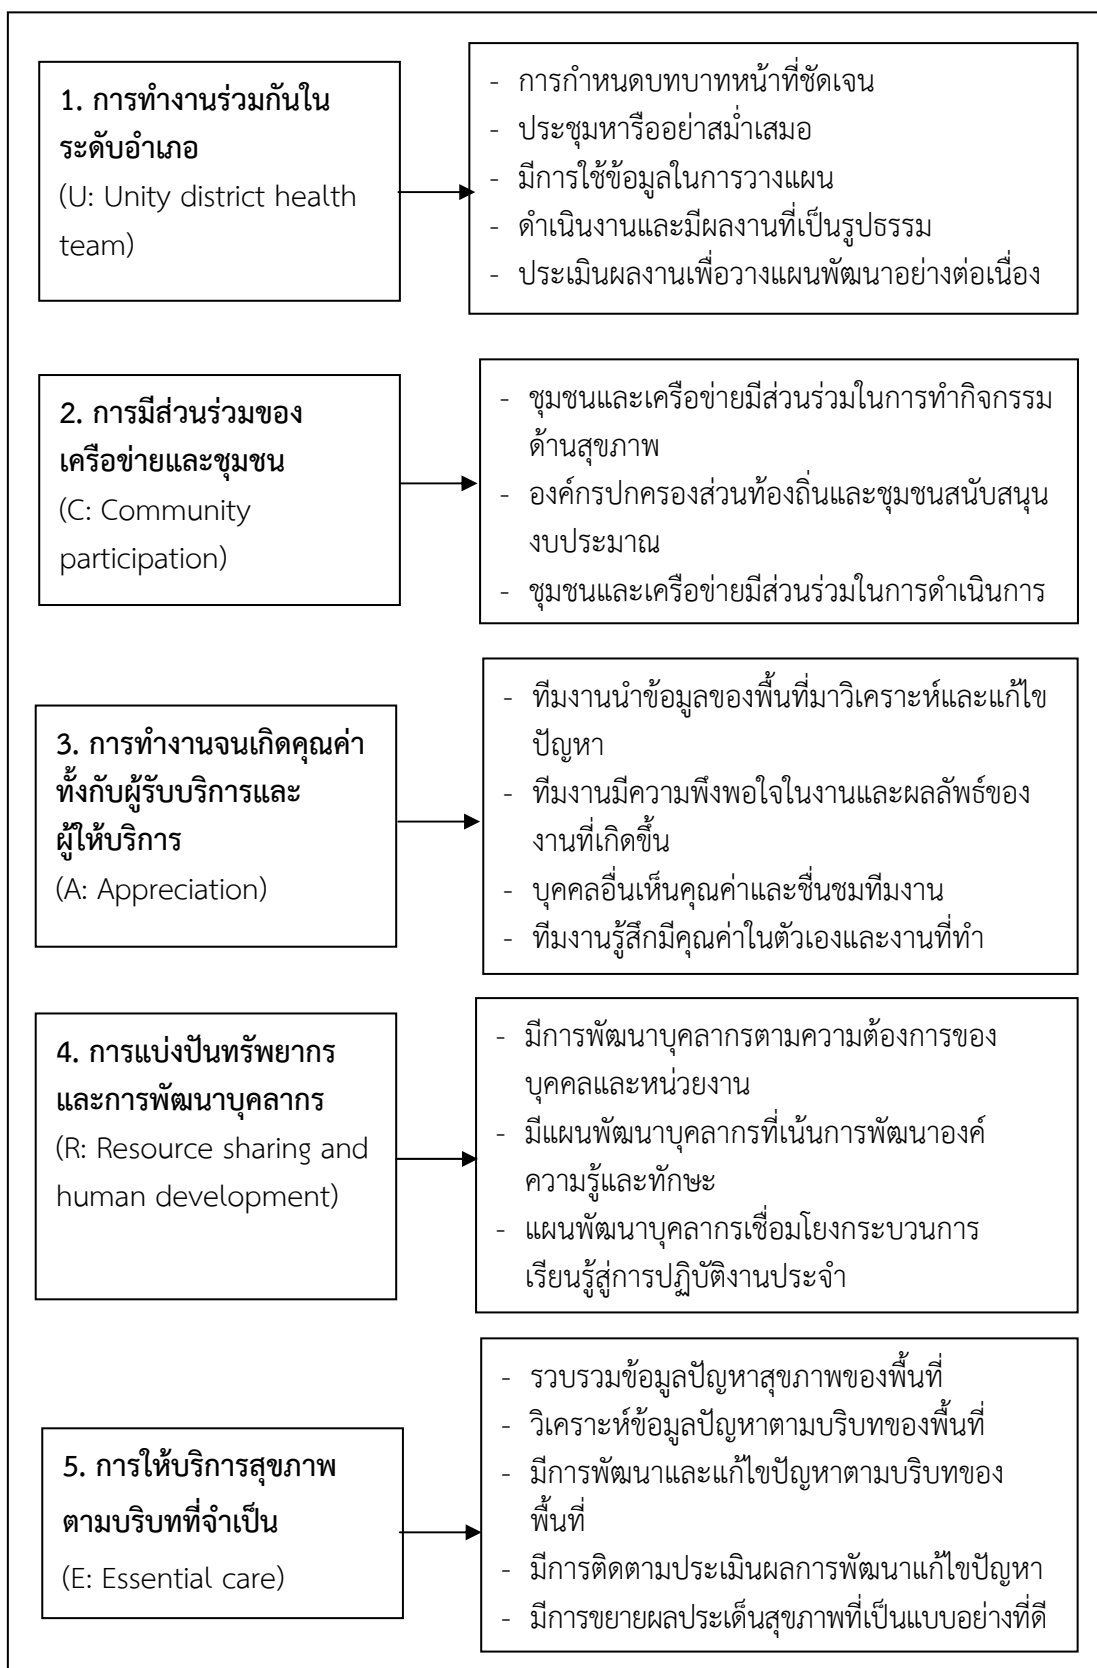 1. การทำงานร่วมกันใน
ระดับอำเภอ
(U: Unity district health
team)
- การกำหนดบทบาทหน้าที่ชัดเจน
- ประชุมหารืออย่าสม่ำเสมอ
- มีการใช้ข้อมูลในการวางแผน
- ดำเนินงานและมีผลงานที่เป็นรูปธรรม
- ประเมินผลงานเพื่อวางแผนพัฒนาอย่างต่อเนื่อง
2. การมีส่วนร่วมของ
เครือข่ายและชุมชน
(C: Community
participation)
- ชุมชนและเครือข่ายมีส่วนร่วมในการทำกิจกรรม
ด้านสุขภาพ
- องค์กรปกครองส่วนท้องถิ่นและชุมชนสนับสนุน
งบประมาณ
- ชุมชนและเครือข่ายมีส่วนร่วมในการดำเนินการ
3. การทำงานจนเกิดคุณค่า
ทั้งกับผู้รับบริการและ
ผู้ให้บริการ
(A: Appreciation)
- ทีมงานนำข้อมูลของพื้นที่มาวิเคราะห์และแก้ไข
ปัญหา
- ทีมงานมีความพึงพอใจในงานและผลลัพธ์ของ
งานที่เกิดขึ้น
- บุคคลอื่นเห็นคุณค่าและชื่นชมทีมงาน
- ทีมงานรู้สึกมีคุณค่าในตัวเองและงานที่ทำ
4. การแบ่งปันทรัพยากร
และการพัฒนาบุคลากร
(R: Resource sharing and
human development)
- มีการพัฒนาบุคลากรตามความต้องการของ
บุคคลและหน่วยงาน
- มีแผนพัฒนาบุคลากรที่เน้นการพัฒนาองค์
ความรู้และทักษะ
- แผนพัฒนาบุคลากรเชื่อมโยงกระบวนการ
เรียนรู้สู่การปฏิบัติงานประจำ
5. การให้บริการสุขภาพ
ตามบริบทที่จำเป็น
(E: Essential care)
- รวบรวมข้อมูลปัญหาสุขภาพของพื้นที่
- วิเคราะห์ข้อมูลปัญหาตามบริบทของพื้นที่
- มีการพัฒนาและแก้ไขปัญหาตามบริบทของ
พื้นที่
- มีการติดตามประเมินผลการพัฒนาแก้ไขปัญหา
- มีการขยายผลประเด็นสุขภาพที่เป็นแบบอย่างที่ดี